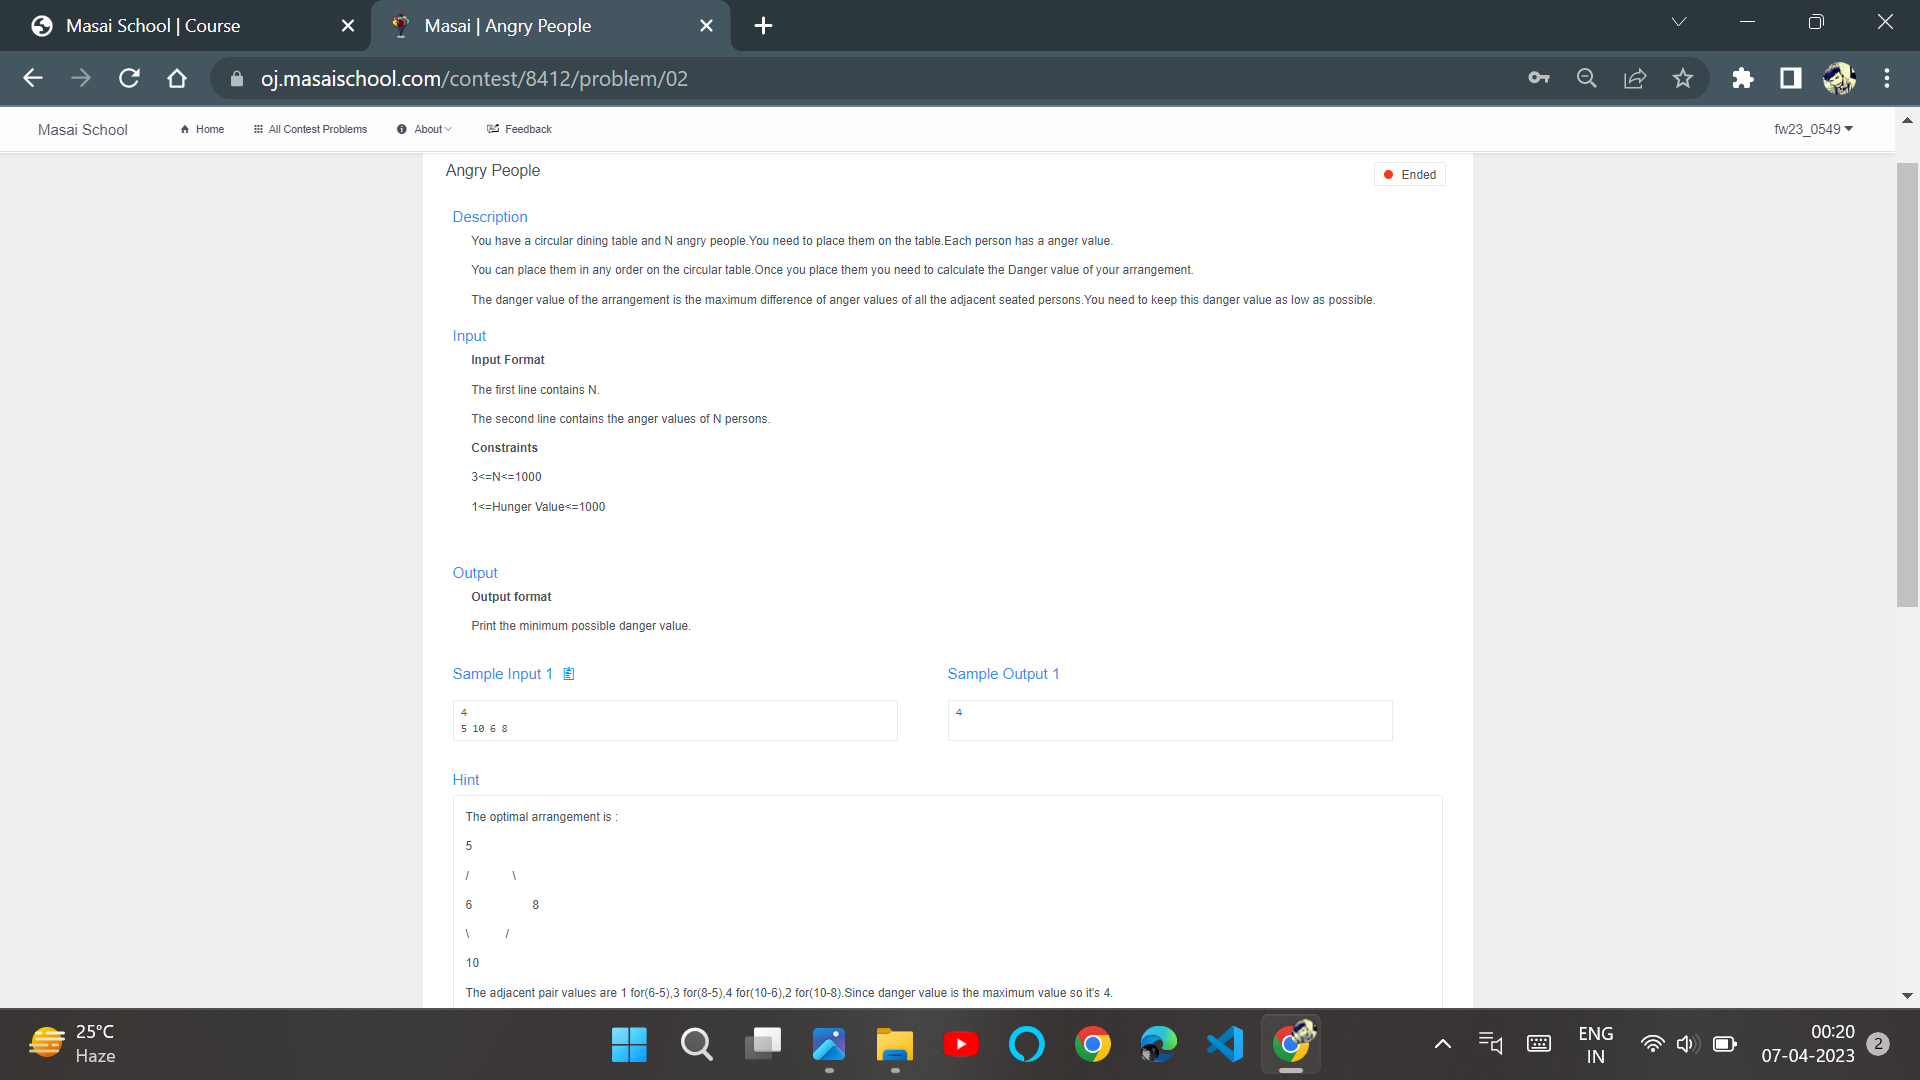 Masai School | Course
Masai | Angry People
oj.masaischool.com/contest/8412/problem/02
Masai School
Home
All Contest Problems
About
Feedback
fw23_0549
Angry People
Ended
Description
You have a circular dining table and N angry people.You need to place them on the table.Each person has a anger value.
You can place them in any order on the circular table.Once you place them you need to calculate the Danger value of your arrangement.
The danger value of the arrangement is the maximum difference of anger values of all the adjacent seated persons.You need to keep this danger value as low as possible.
Input
Input Format
The first line contains N.
The second line contains the anger values of N persons.
Constraints
3<=N<=1000
1<=Hunger Value<=1000
Output
Output format
Print the minimum possible danger value.
Sample Input 1
Sample Output 1
4
5 10 6 8
4
Hint
The optimal arrangement is :
5
/ \
6 8
\ /
10
The adjacent pair values are 1 for(6-5),3 for(8-5),4 for(10-6),2 for(10-8).Since danger value is the maximum value so it's 4.
25°C
Haze
ENG
IN
00:20
07-04-2023
2